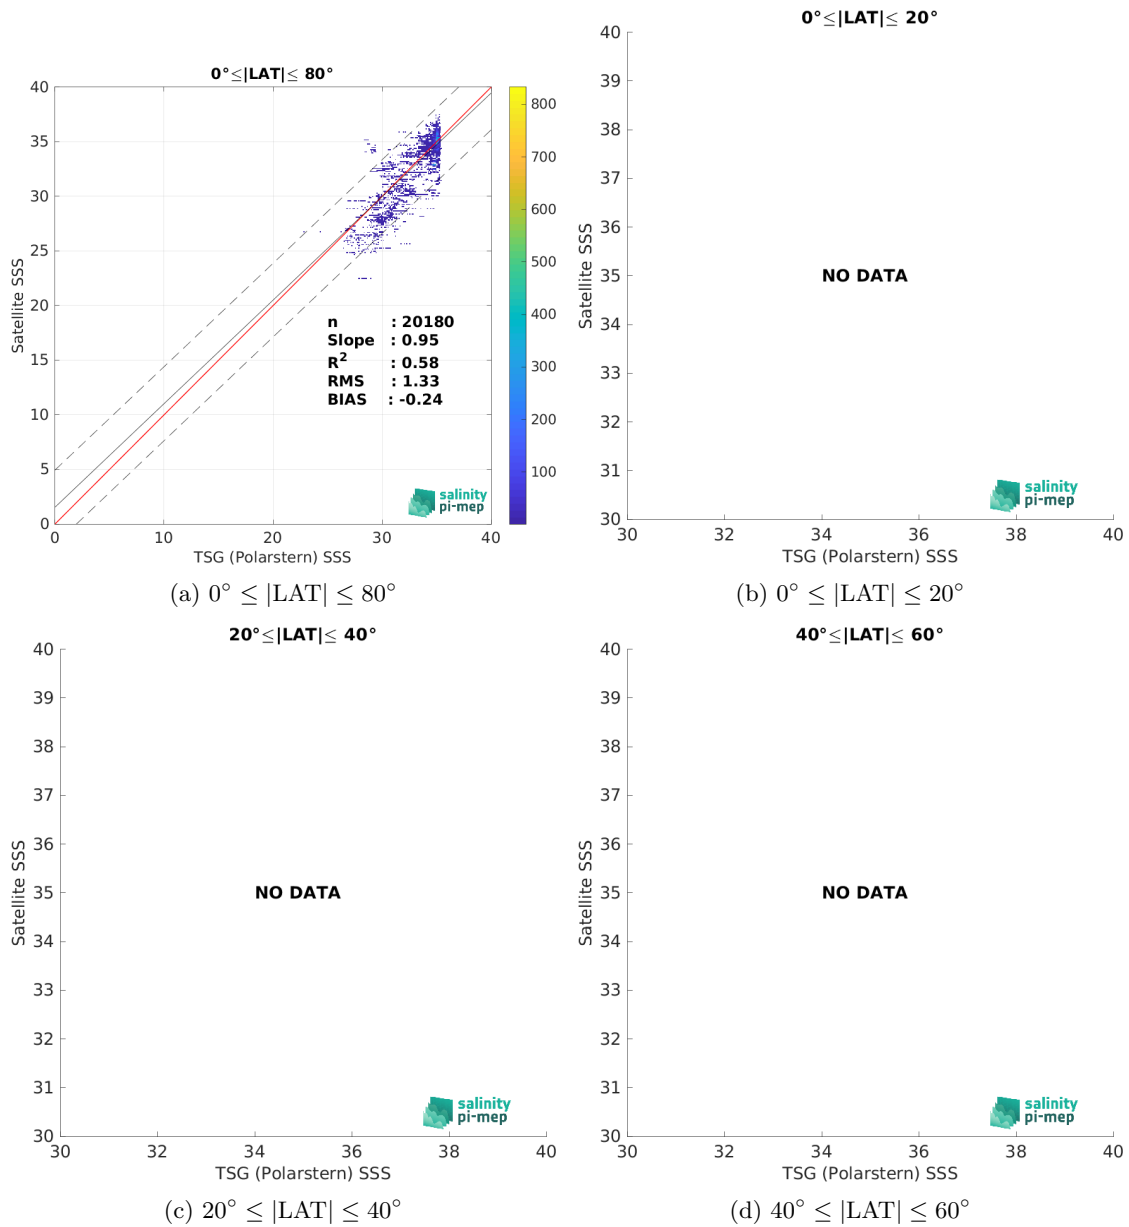 0°≤|LAT|≤ 80°
40
35
30
25
20
15
10
5
0
0
10
20
30
40
Satellite SSS
TSG (Polarstern) SSS
n : 20180
Slope : 0.95
R² : 0.58
RMS : 1.33
BIAS : -0.24
salinity
pi-mep
800
700
600
500
400
300
200
100
(a) 0° ≤ |LAT| ≤ 80°
0°≤|LAT|≤ 20°
40
39
38
37
36
35
34
33
32
31
30
30
32
34
36
38
40
Satellite SSS
NO DATA
salinity
pi-mep
TSG (Polarstern) SSS
(b) 0° ≤ |LAT| ≤ 20°
20°≤|LAT|≤ 40°
40
39
38
37
36
35
34
33
32
31
30
30
32
34
36
38
40
Satellite SSS
NO DATA
salinity
pi-mep
TSG (Polarstern) SSS
(c) 20° ≤ |LAT| ≤ 40°
40°≤|LAT|≤ 60°
40
39
38
37
36
35
34
33
32
31
30
30
32
34
36
38
40
Satellite SSS
NO DATA
salinity
pi-mep
TSG (Polarstern) SSS
(d) 40° ≤ |LAT| ≤ 60°